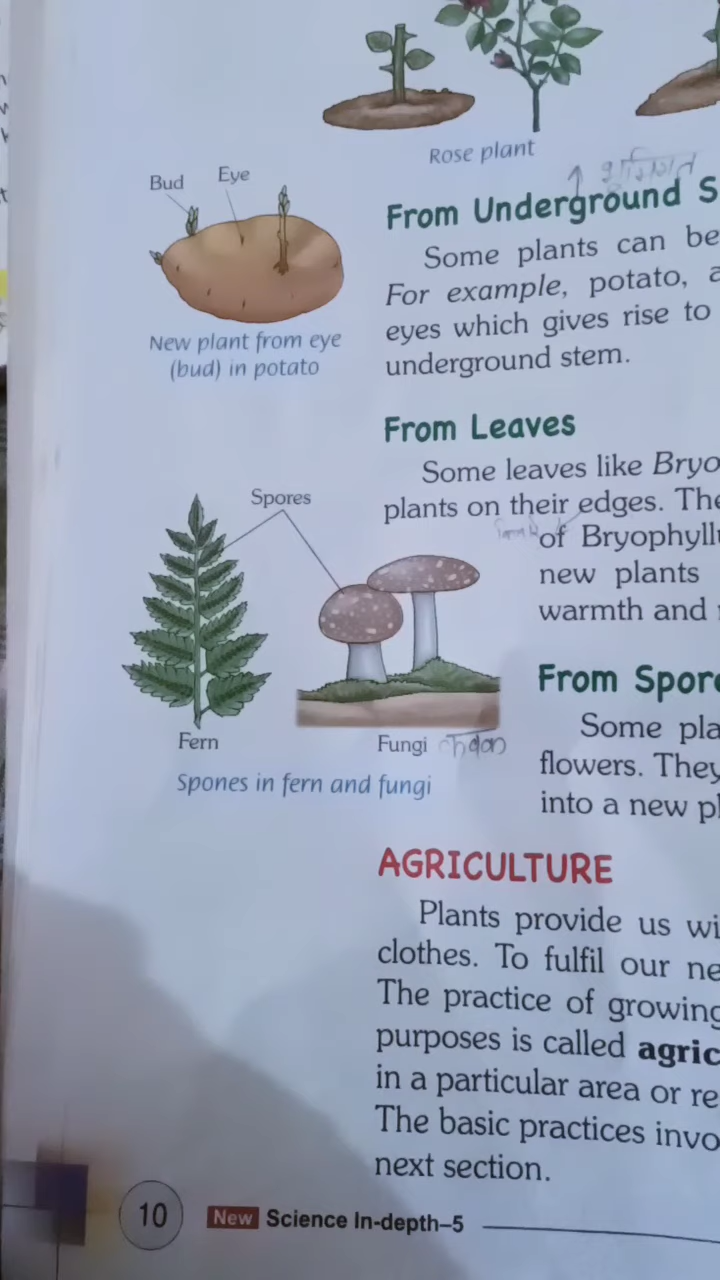 Rose plant
Bud
Eye
New plant from eye
(bud) in potato
From Underground S
Some plants can be
For example, potato, a
eyes which gives rise to
underground stem.
From Leaves
Some leaves like Bryo
plants on their edges. The
of Bryophyllu
new plants
warmth and
Spores
Fern
Fungi
Spones in fern and fungi
From Spore
Some pla
flowers. They
into a new pl
AGRICULTURE
Plants provide us wi
clothes. To fulfil our ne
The practice of growing
purposes is called agric
in a particular area or re
The basic practices invo
next section.
10
New Science In-depth–5